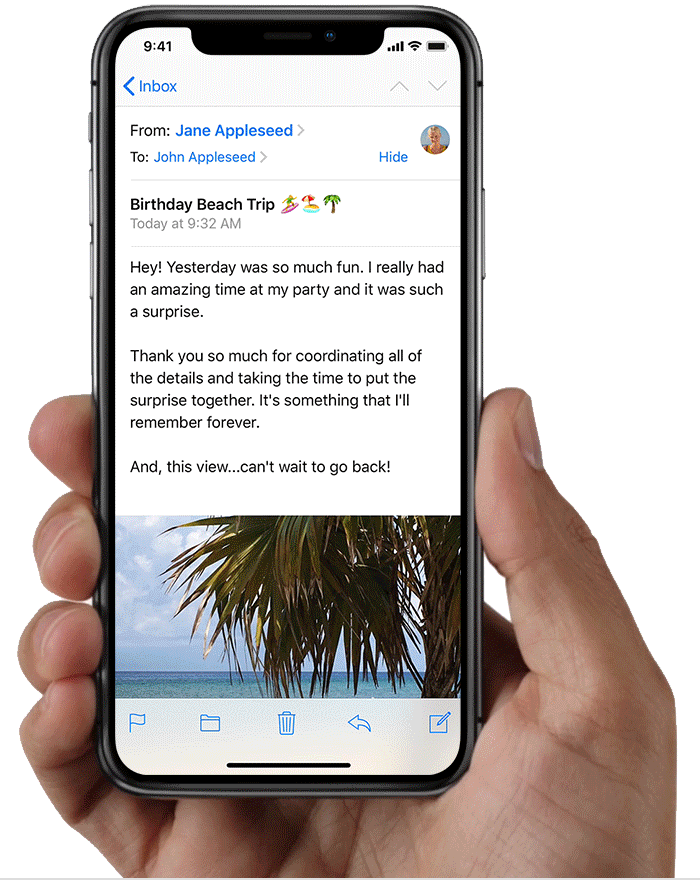 9:41
Inbox
From: Jane Appleseed
To: John Appleseed
Hide
Birthday Beach Trip 🏄🏖️🌴
Today at 9:32 AM
Hey! Yesterday was so much fun. I really had
an amazing time at my party and it was such
a surprise.
Thank you so much for coordinating all of
the details and taking the time to put the
surprise together. It's something that I'll
remember forever.
And, this view...can't wait to go back!